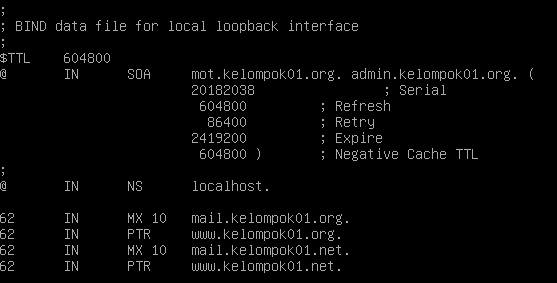 ;
; BIND data file for local loopback interface
;
$TTL 604800
@ IN SOA mot.kelompok01.org. admin.kelompok01.org. (
20182038 ; Serial
604800 ; Refresh
86400 ; Retry
2419200 ; Expire
604800 ) ; Negative Cache TTL
;
@ IN NS localhost.
62 IN MX 10 mail.kelompok01.org.
62 IN PTR www.kelompok01.org.
62 IN MX 10 mail.kelompok01.net.
62 IN PTR www.kelompok01.net.